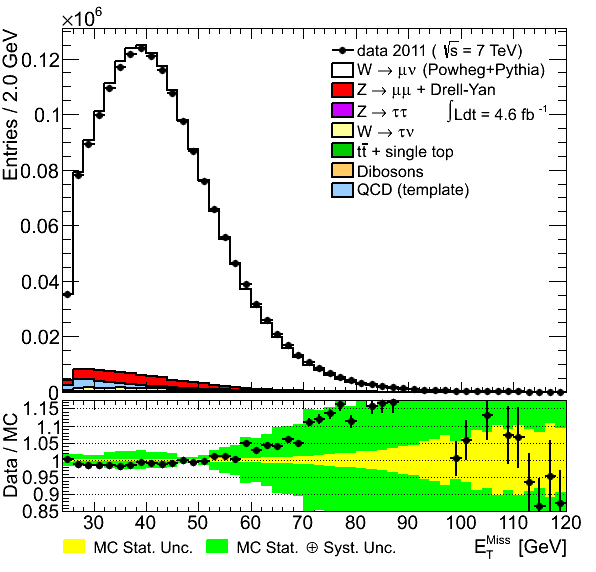 ×10⁶
Entries / 2.0 GeV
0.12
0.1
0.08
0.06
0.04
0.02
0
data 2011 ( √s = 7 TeV)
W → μν (Powheg+Pythia)
Z → μμ + Drell-Yan
Z → ττ
∫Ldt = 4.6 fb⁻¹
W → τν
tt̅ + single top
Dibosons
QCD (template)
Data / MC
1.15
1.1
1.05
1
0.95
0.9
0.85
30 40 50 60 70 80 90 100 110 120
MC Stat. Unc. MC Stat. ⊕ Syst. Unc. E_T^Miss [GeV]